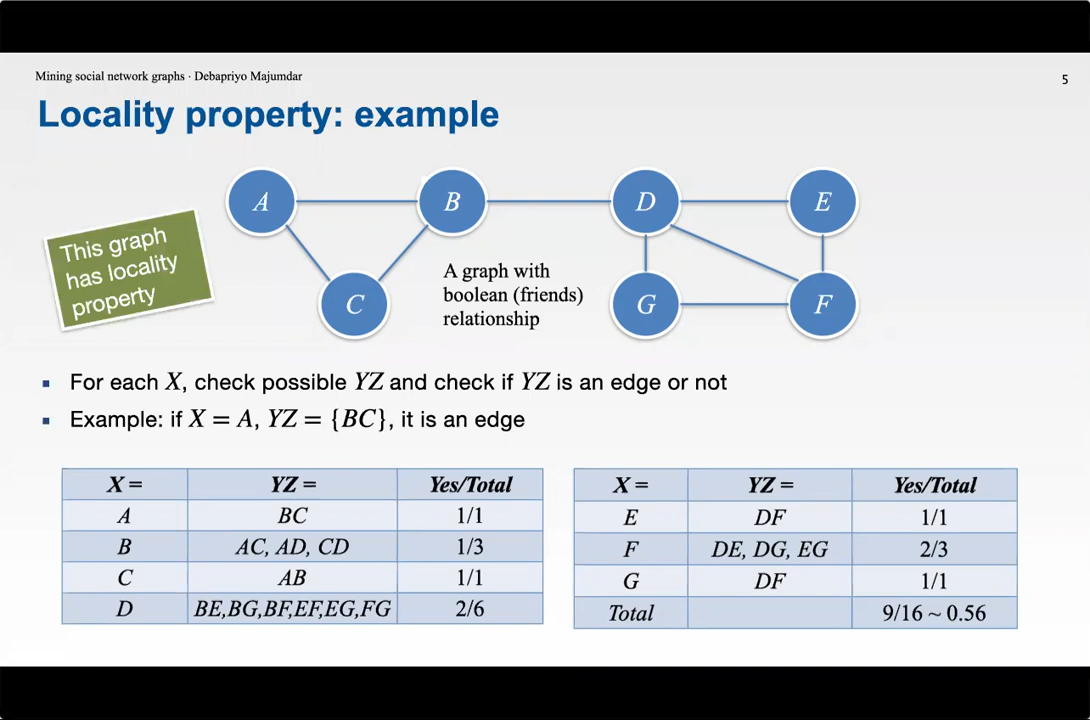 Mining social network graphs · Debapriyo Majumdar
5
Locality property: example
A
B
D
E
This graph
has locality
property
C
A graph with
boolean (friends)
relationship
G
F
▪ For each X, check possible YZ and check if YZ is an edge or not
▪ Example: if X = A, YZ = {BC}, it is an edge
X = YZ = Yes/Total
A BC 1/1
B AC, AD, CD 1/3
C AB 1/1
D BE,BG,BF,EF,EG,FG 2/6
X = YZ = Yes/Total
E DF 1/1
F DE, DG, EG 2/3
G DF 1/1
Total 9/16 ~ 0.56